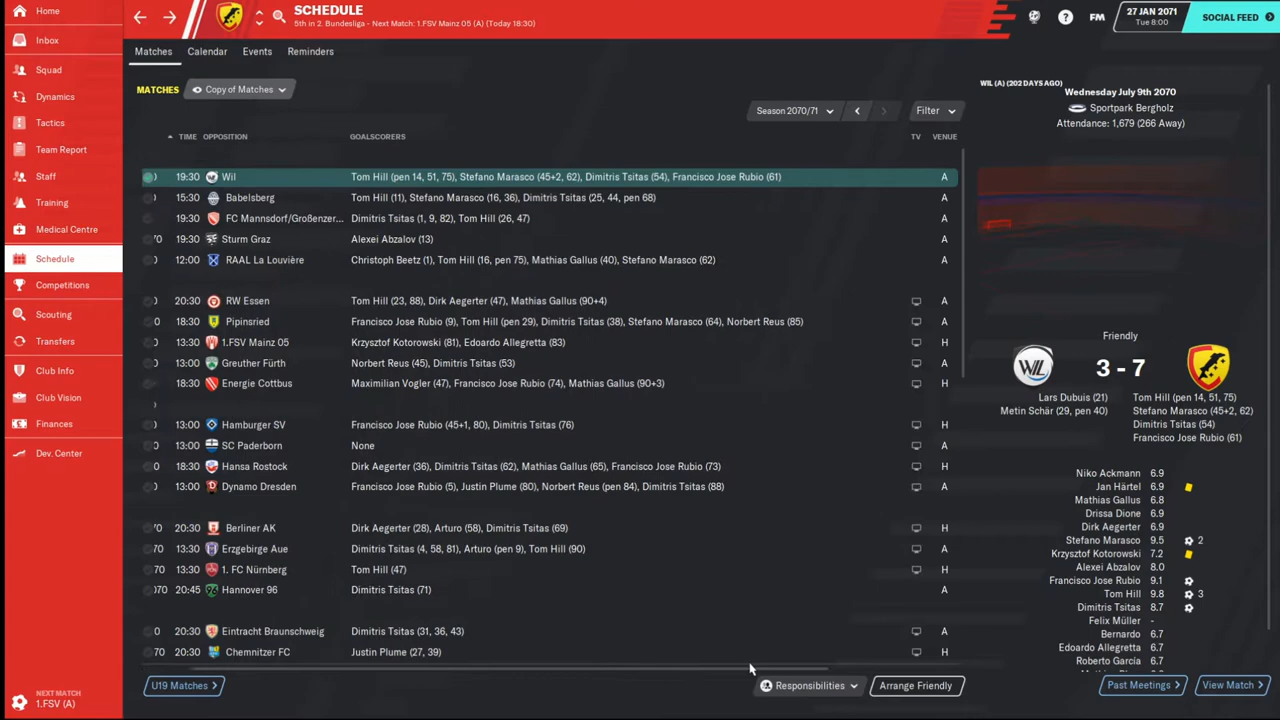 Home
SCHEDULE
5th in 2. Bundesliga - Next Match: 1.FSV Mainz 05 (A) (Today 18:30)
FM
27 JAN 2071
Tue 8:00
SOCIAL FEED
Inbox
Squad
Dynamics
Tactics
Team Report
Staff
Training
Medical Centre
Schedule
Competitions
Scouting
Transfers
Club Info
Club Vision
Finances
Dev. Center
NEXT MATCH
1.FSV (A)
Matches Calendar Events Reminders
MATCHES Copy of Matches
Season 2070/71 Filter
TIME OPPOSITION GOALSCORERS TV VENUE
19:30 Wil Tom Hill (pen 14, 51, 75), Stefano Marasco (45+2, 62), Dimitris Tsitas (54), Francisco Jose Rubio (61) A
15:30 Babelsberg Tom Hill (11), Stefano Marasco (16, 36), Dimitris Tsitas (25, 44, pen 68) A
19:30 FC Mannsdorf/Großenzer... Dimitris Tsitas (1, 9, 82), Tom Hill (26, 47) A
70 19:30 Sturm Graz Alexei Abzalov (13) A
0 12:00 RAAL La Louvière Christoph Beetz (1), Tom Hill (16, pen 75), Mathias Gallus (40), Stefano Marasco (62) A
20:30 RW Essen Tom Hill (23, 88), Dirk Aegerter (47), Mathias Gallus (90+4) A
0 18:30 Pipinsried Francisco Jose Rubio (9), Tom Hill (pen 29), Dimitris Tsitas (38), Stefano Marasco (64), Norbert Reus (85) A
13:30 1.FSV Mainz 05 Krzysztof Kotorowski (81), Edoardo Allegretta (83) H
13:00 Greuther Fürth Norbert Reus (45), Dimitris Tsitas (53) A
18:30 Energie Cottbus Maximilian Vogler (47), Francisco Jose Rubio (74), Mathias Gallus (90+3) H
13:00 Hamburger SV Francisco Jose Rubio (45+1, 80), Dimitris Tsitas (76) H
13:00 SC Paderborn None A
0 18:30 Hansa Rostock Dirk Aegerter (36), Dimitris Tsitas (62), Mathias Gallus (65), Francisco Jose Rubio (73) H
13:00 Dynamo Dresden Francisco Jose Rubio (5), Justin Plume (80), Norbert Reus (pen 84), Dimitris Tsitas (88) A
70 20:30 Berliner AK Dirk Aegerter (28), Arturo (58), Dimitris Tsitas (69) H
70 13:30 Erzgebirge Aue Dimitris Tsitas (4, 58, 81), Arturo (pen 9), Tom Hill (90) A
70 13:30 1. FC Nürnberg Tom Hill (47) H
070 20:45 Hannover 96 Dimitris Tsitas (71) A
0 20:30 Eintracht Braunschweig Dimitris Tsitas (31, 36, 43) A
70 20:30 Chemnitzer FC Justin Plume (27, 39) H
U19 Matches
Responsibilities
Arrange Friendly
WIL (A) (202 DAYS AGO)
Wednesday July 9th 2070
Sportpark Bergholz
Attendance: 1,679 (266 Away)
Friendly
WIL
3 - 7
Lars Dubuis (21)
Metin Schär (29, pen 40)
Tom Hill (pen 14, 51, 75)
Stefano Marasco (45+2, 62)
Dimitris Tsitas (54)
Francisco Jose Rubio (61)
Niko Ackmann 6.9
Jan Härtel 6.9
Mathias Gallus 6.8
Drissa Dione 6.9
Dirk Aegerter 6.9
Stefano Marasco 9.5 2
Krzysztof Kotorowski 7.2
Alexei Abzalov 8.0
Francisco Jose Rubio 9.1
Tom Hill 9.8 3
Dimitris Tsitas 8.7
Felix Müller -
Bernardo 6.7
Edoardo Allegretta 6.7
Roberto García 6.7
Past Meetings
View Match